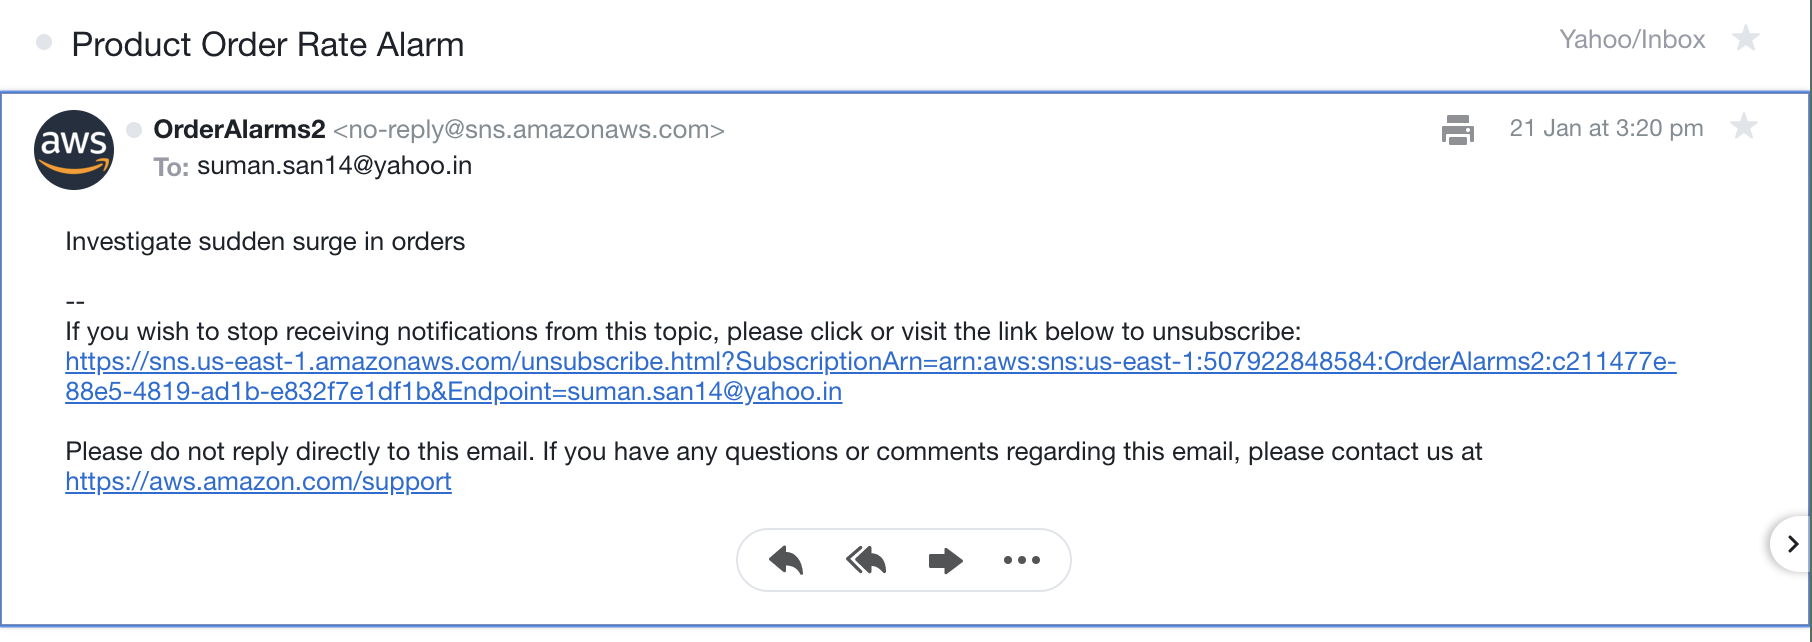 Product Order Rate Alarm
Yahoo/Inbox
aws
OrderAlarms2 <no-reply@sns.amazonaws.com>
21 Jan at 3:20 pm
To: suman.san14@yahoo.in
Investigate sudden surge in orders
--
If you wish to stop receiving notifications from this topic, please click or visit the link below to unsubscribe:
https://sns.us-east-1.amazonaws.com/unsubscribe.html?SubscriptionArn=arn:aws:sns:us-east-1:507922848584:OrderAlarms2:c211477e-
88e5-4819-ad1b-e832f7e1df1b&Endpoint=suman.san14@yahoo.in
Please do not reply directly to this email. If you have any questions or comments regarding this email, please contact us at
https://aws.amazon.com/support